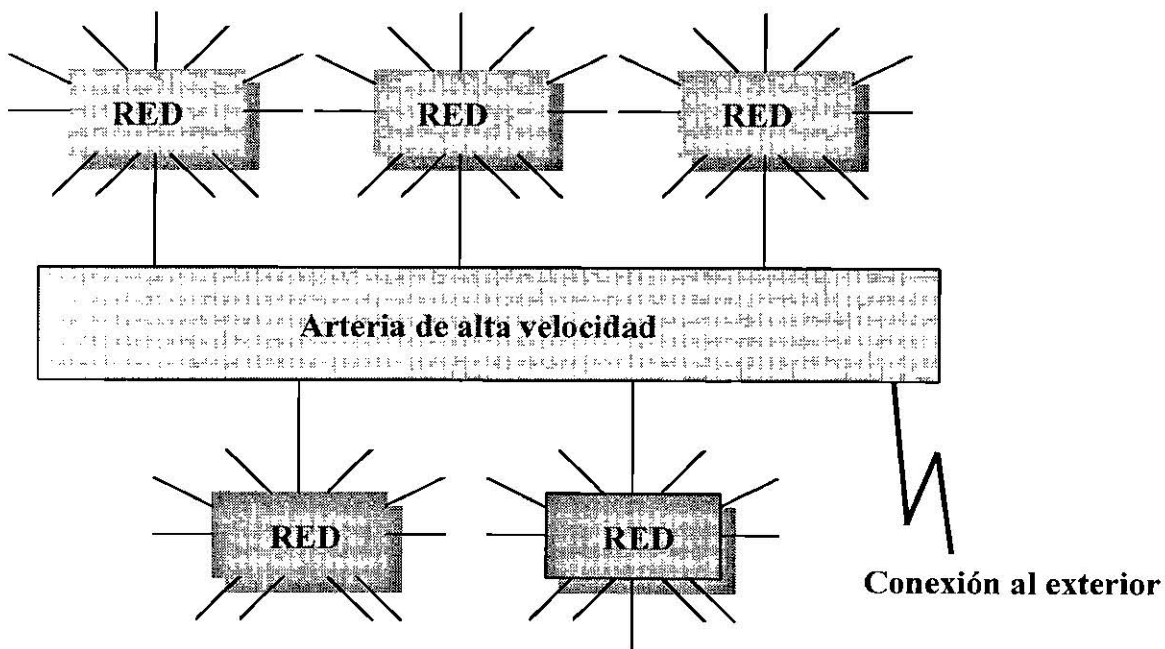 RED
RED
RED
Arteria de alta velocidad
RED
RED
Conexión al exterior